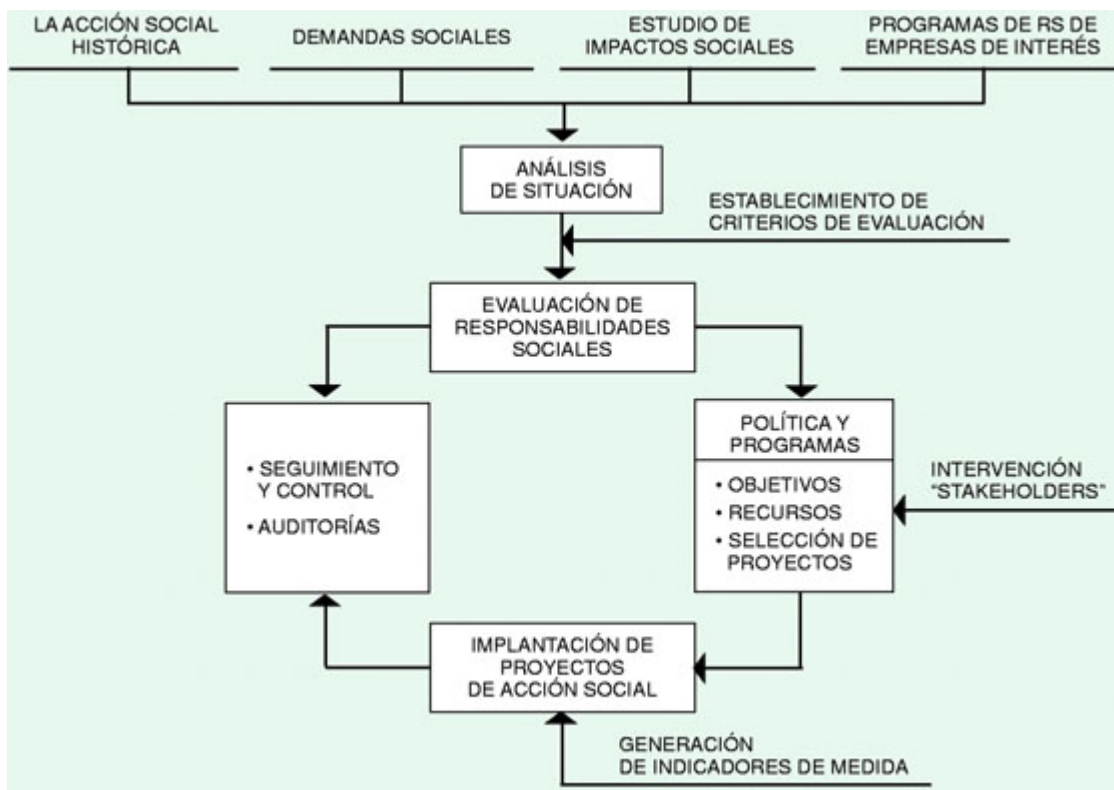 LA ACCIÓN SOCIAL
HISTÓRICA
DEMANDAS SOCIALES
ESTUDIO DE
IMPACTOS SOCIALES
PROGRAMAS DE RS DE
EMPRESAS DE INTERÉS
ANÁLISIS
DE SITUACIÓN
ESTABLECIMIENTO DE
CRITERIOS DE EVALUACIÓN
EVALUACIÓN DE
RESPONSABILIDADES
SOCIALES
• SEGUIMIENTO
Y CONTROL
• AUDITORÍAS
POLÍTICA Y
PROGRAMAS
• OBJETIVOS
• RECURSOS
• SELECCIÓN DE
PROYECTOS
INTERVENCIÓN
“STAKEHOLDERS”
IMPLANTACIÓN DE
PROYECTOS
DE ACCIÓN SOCIAL
GENERACIÓN
DE INDICADORES DE MEDIDA